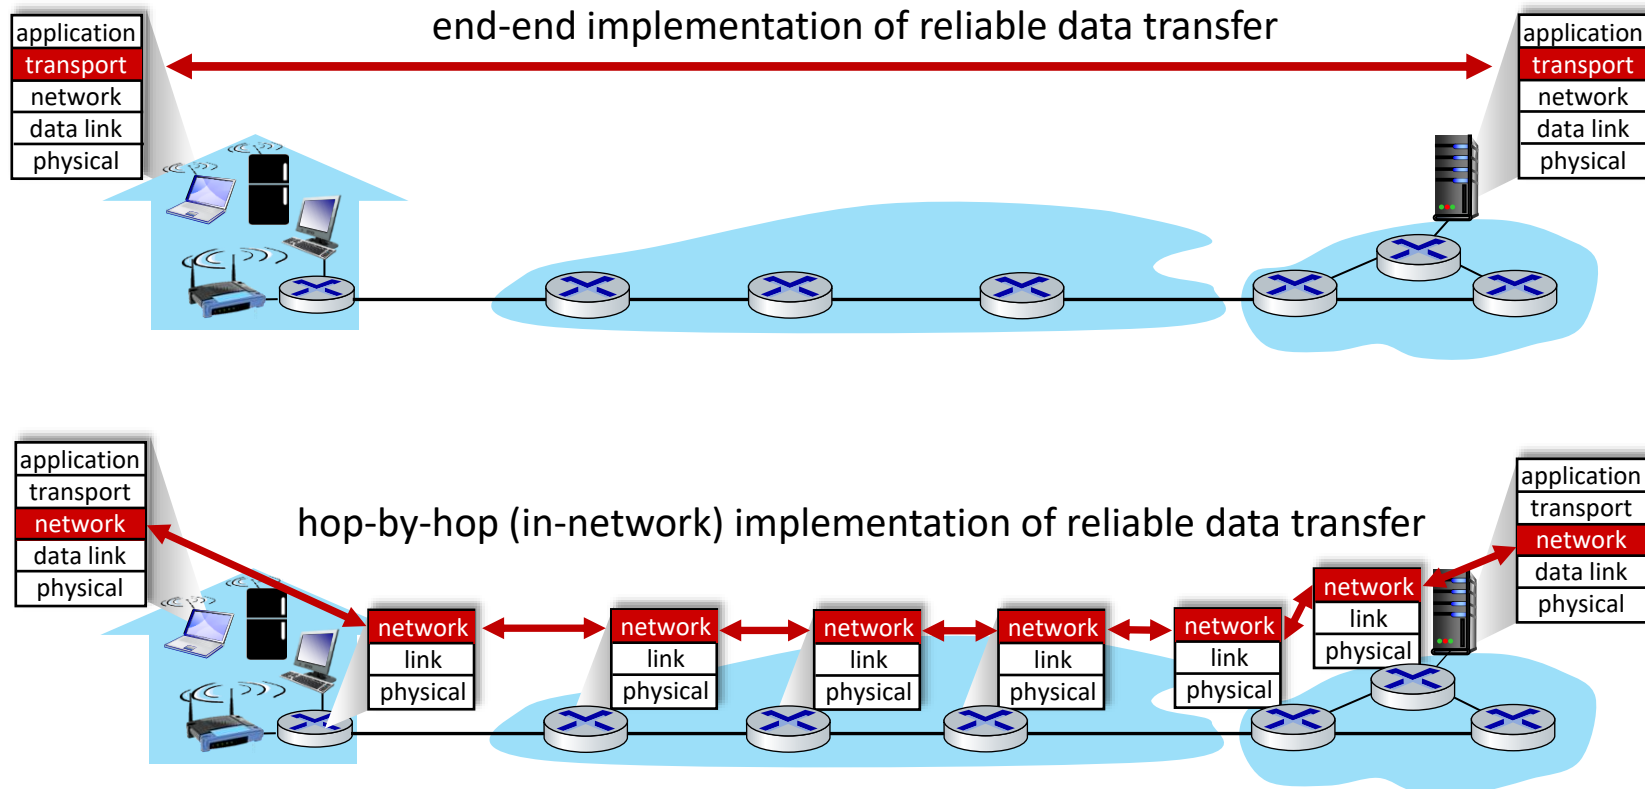 end-end implementation of reliable data transfer
application
transport
network
data link
physical
application
transport
network
data link
physical
hop-by-hop (in-network) implementation of reliable data transfer
application
transport
network
data link
physical
network
link
physical
network
link
physical
network
link
physical
network
link
physical
network
link
physical
network
link
physical
application
transport
network
data link
physical